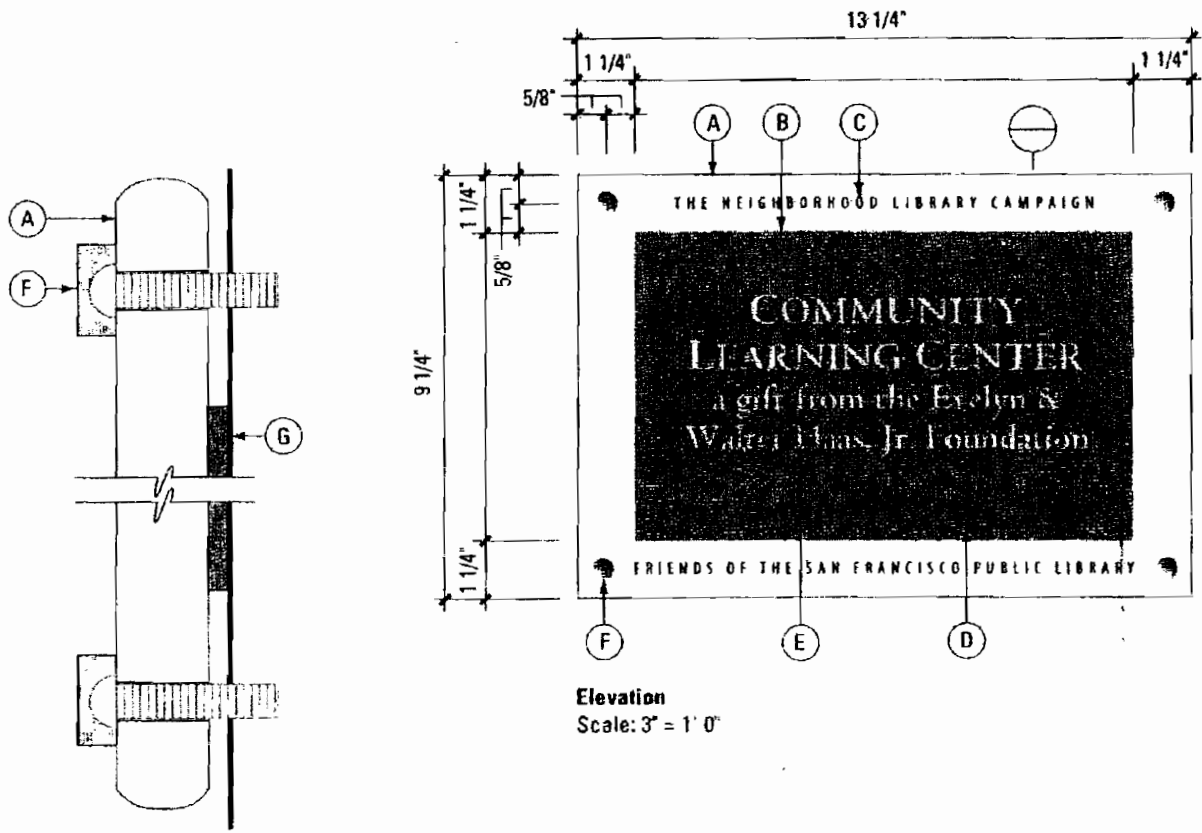 13 1/4"
1 1/4"
1 1/4"
5/8"
A
B
C
A
F
G
1 1/4"
5/8"
9 1/4"
1 1/4"
THE NEIGHBORHOOD LIBRARY CAMPAIGN
COMMUNITY
LEARNING CENTER
a gift from the Evelyn &
Walter Haas, Jr. Foundation
FRIENDS OF THE SAN FRANCISCO PUBLIC LIBRARY
F
E
D
Elevation
Scale: 3" = 1' 0"